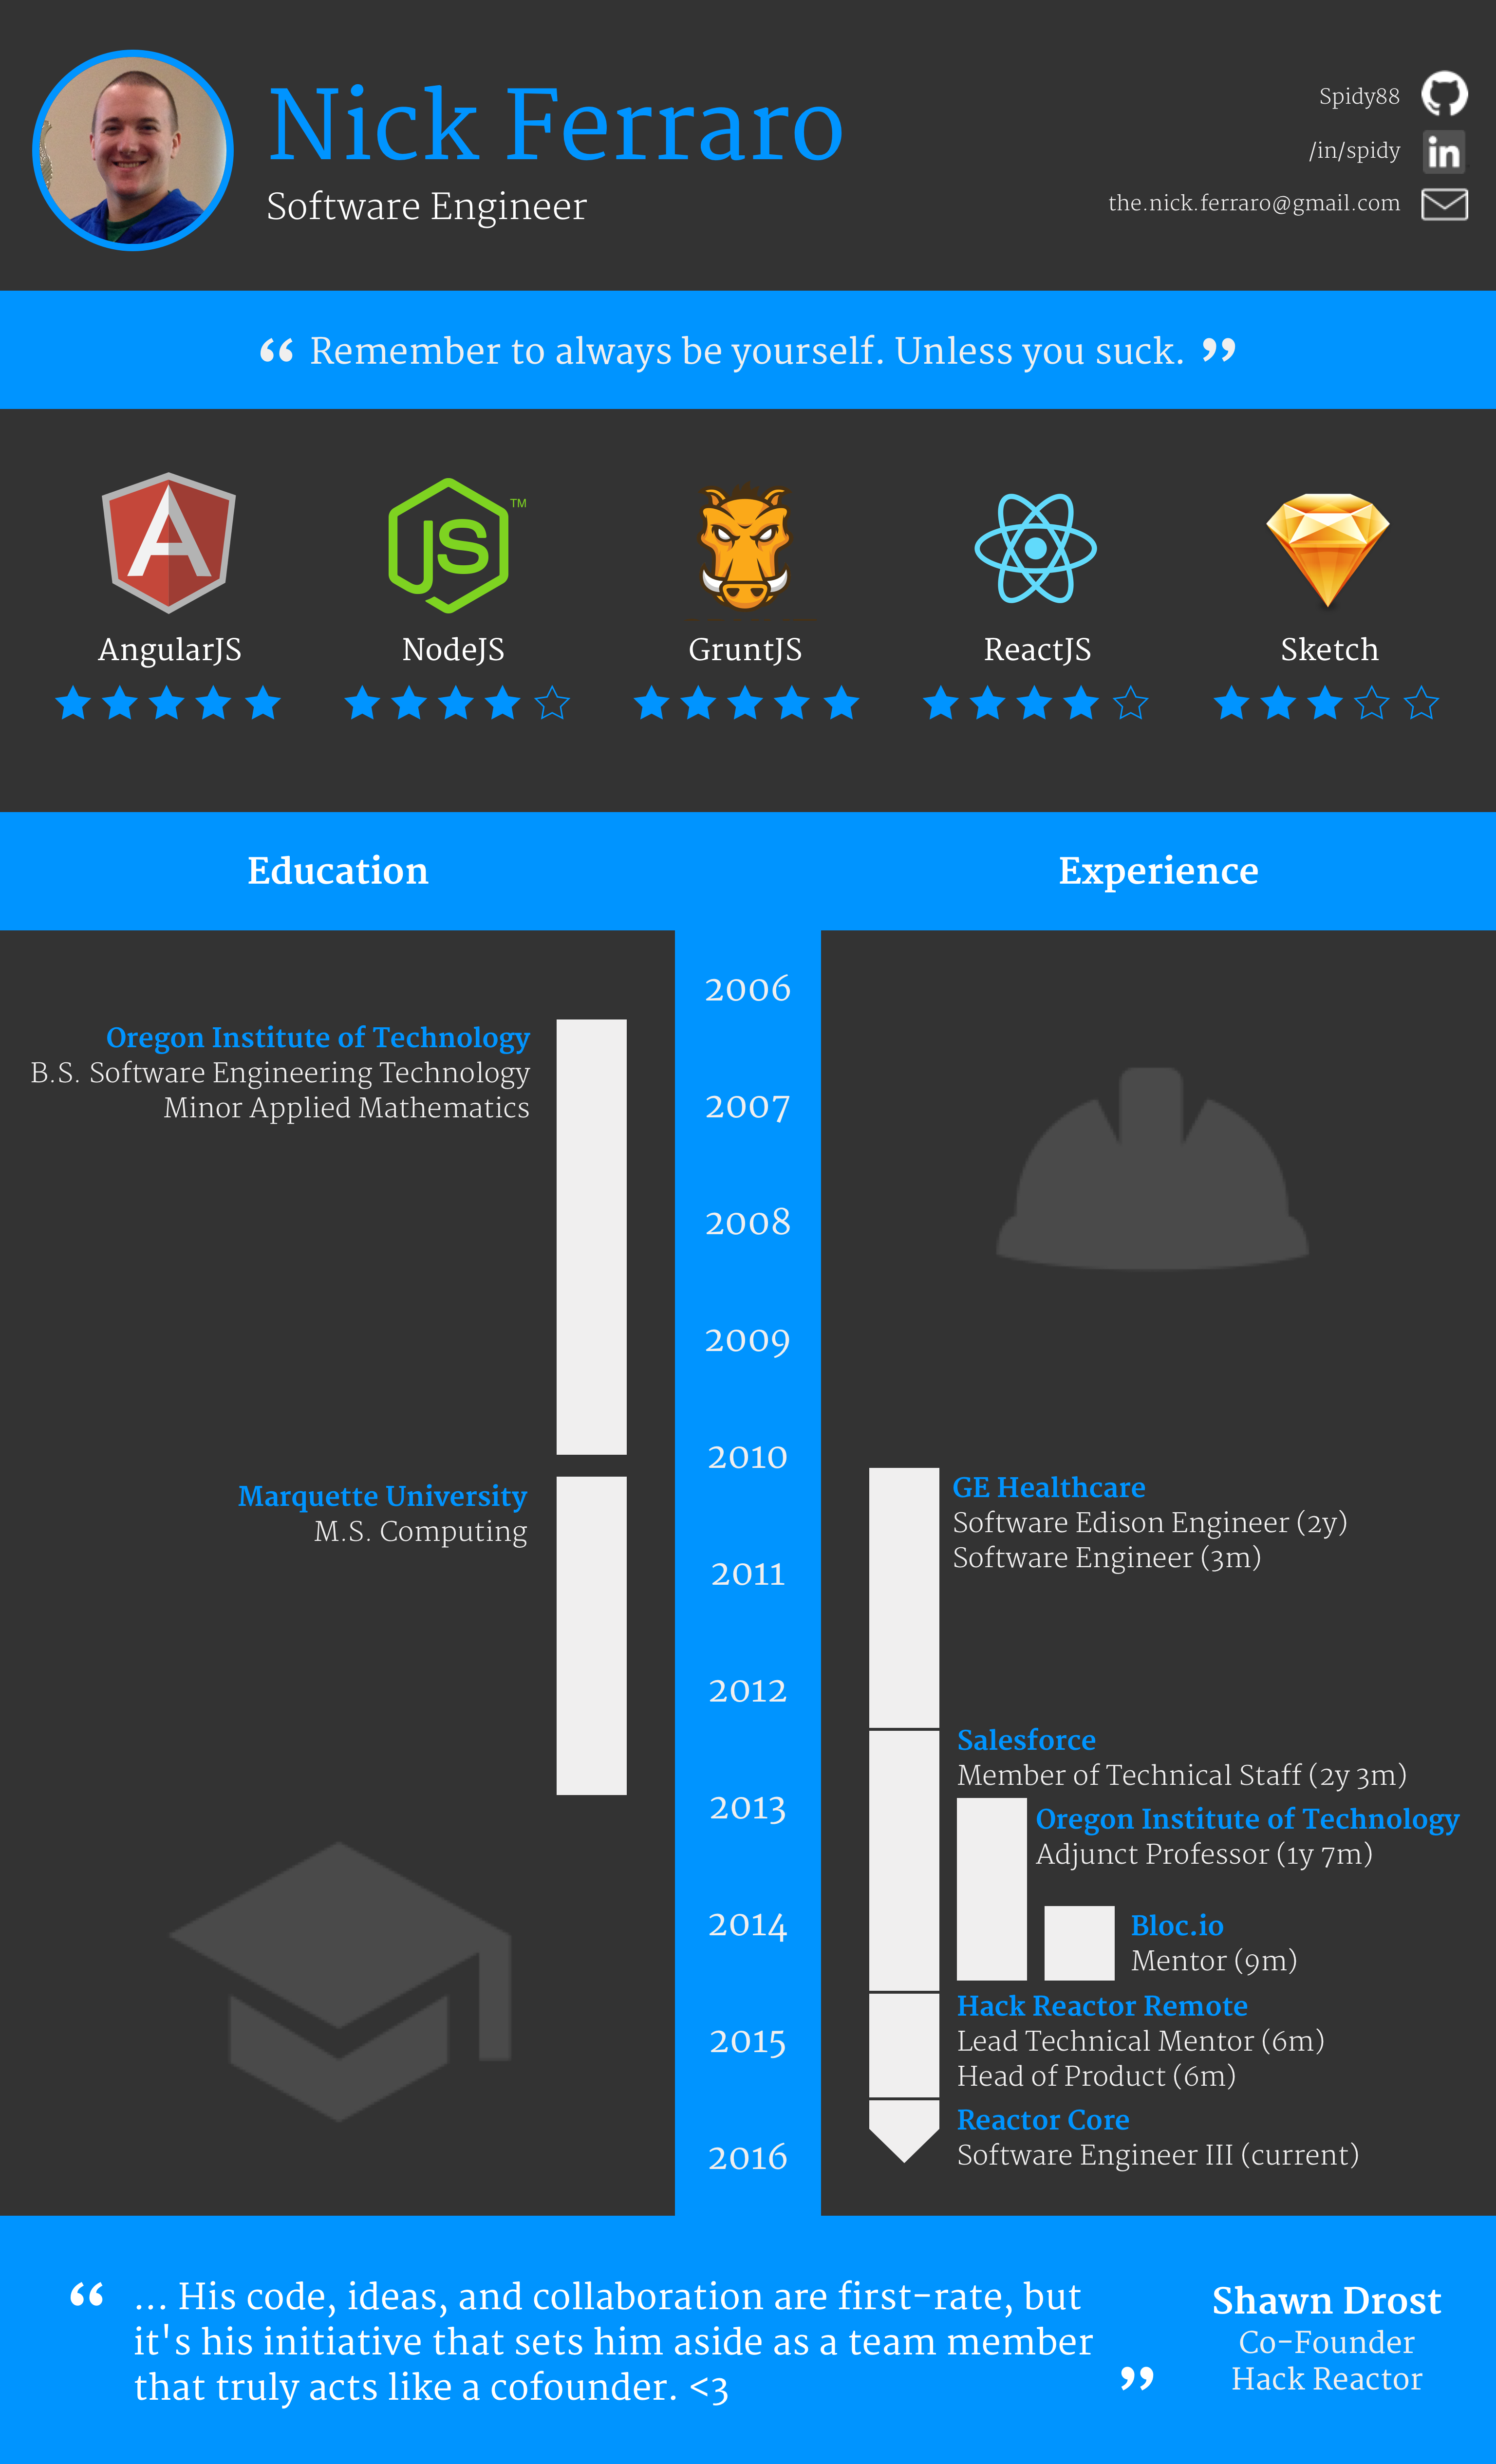 Nick Ferraro
Software Engineer
Spidy88
/in/spidy
in
the.nick.ferraro@gmail.com
“ Remember to always be yourself. Unless you suck. ”
A
JS
TM
AngularJS
NodeJS
GruntJS
ReactJS
Sketch
Education
Experience
2006
Oregon Institute of Technology
B.S. Software Engineering Technology
Minor Applied Mathematics
2007
2008
2009
2010
Marquette University
M.S. Computing
GE Healthcare
Software Edison Engineer (2y)
Software Engineer (3m)
2011
2012
Salesforce
Member of Technical Staff (2y 3m)
2013
Oregon Institute of Technology
Adjunct Professor (1y 7m)
2014
Bloc.io
Mentor (9m)
Hack Reactor Remote
Lead Technical Mentor (6m)
Head of Product (6m)
2015
Reactor Core
Software Engineer III (current)
2016
“ ... His code, ideas, and collaboration are first-rate, but
it's his initiative that sets him aside as a team member
that truly acts like a cofounder. <3 ”
Shawn Drost
Co-Founder
Hack Reactor